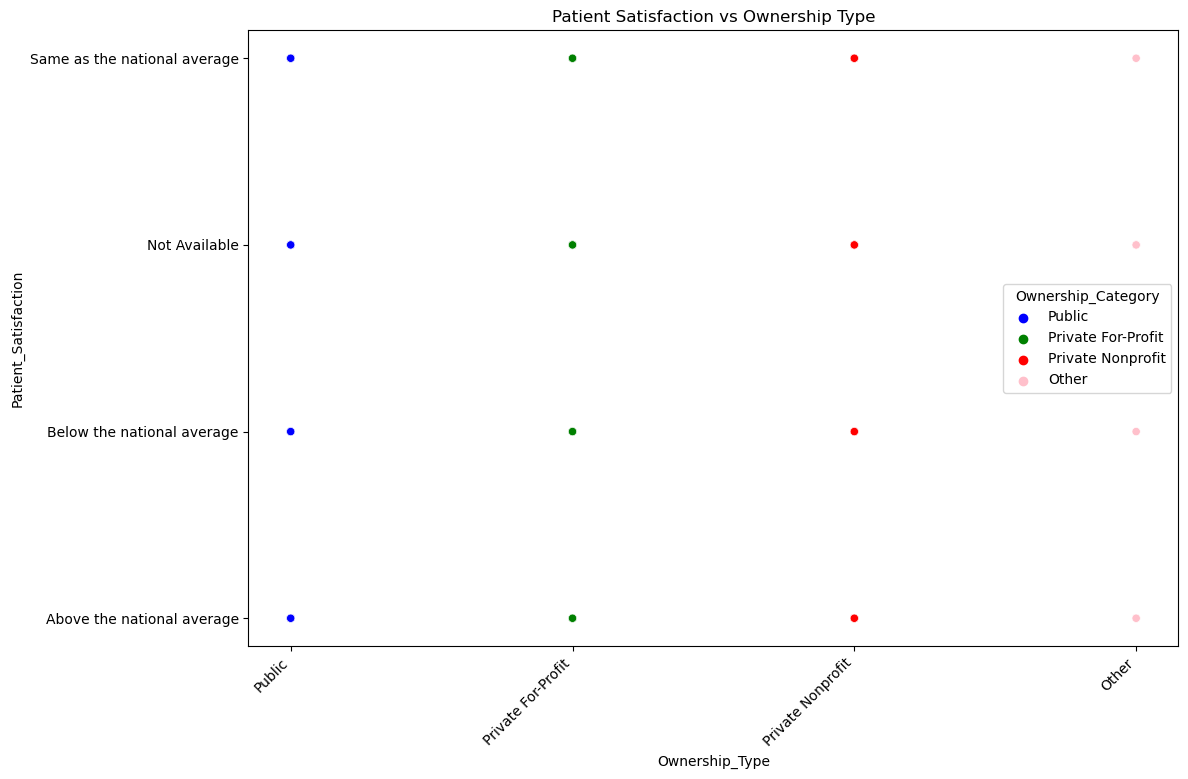 Patient Satisfaction vs Ownership Type
Same as the national average
Not Available
Below the national average
Above the national average
Patient_Satisfaction
Ownership_Category
Public
Private For-Profit
Private Nonprofit
Other
Public
Private For-Profit
Private Nonprofit
Other
Ownership_Type